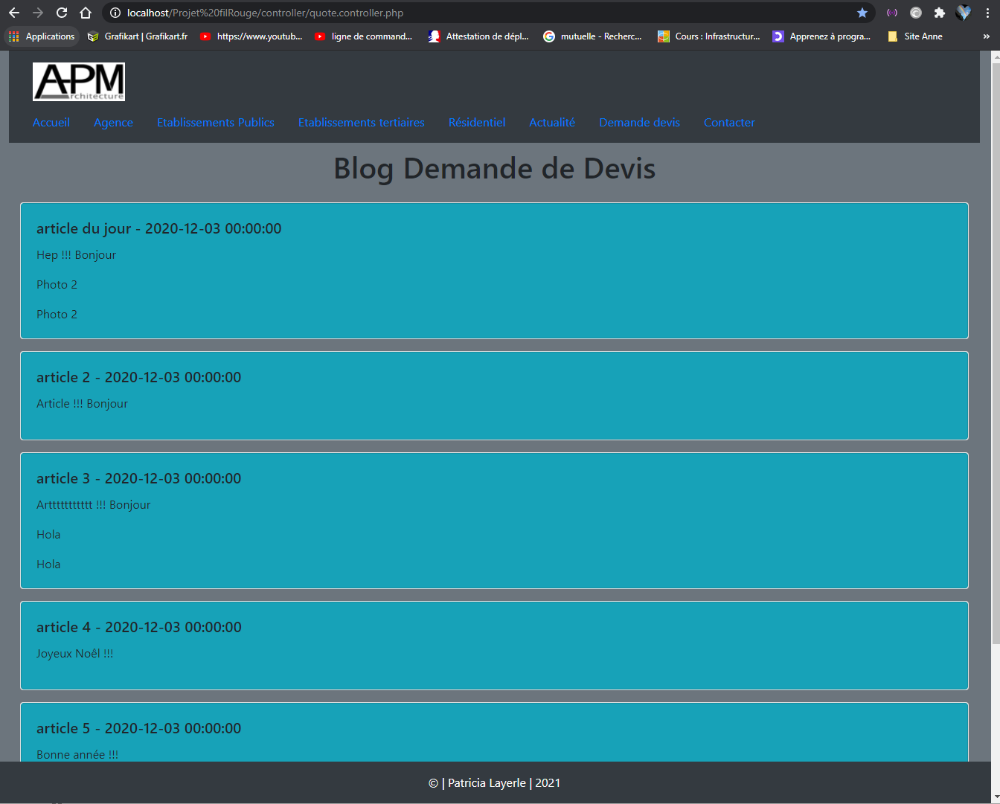 localhost/Projet%20filRouge/controller/quote.controller.php
Applications Grafikart | Grafikart.fr https://www.youtub... ligne de command... Attestation de dépl... mutuelle - Recherc... Cours : Infrastructur... Apprenez à progra... Site Anne »
A-PM
rchitecture
Accueil Agence Etablissements Publics Etablissements tertiaires Résidentiel Actualité Demande devis Contacter
Blog Demande de Devis
article du jour - 2020-12-03 00:00:00
Hep !!! Bonjour
Photo 2
Photo 2
article 2 - 2020-12-03 00:00:00
Article !!! Bonjour
article 3 - 2020-12-03 00:00:00
Arttttttttttt !!! Bonjour
Hola
Hola
article 4 - 2020-12-03 00:00:00
Joyeux Noêl !!!
article 5 - 2020-12-03 00:00:00
Bonne année !!!
© | Patricia Layerle | 2021